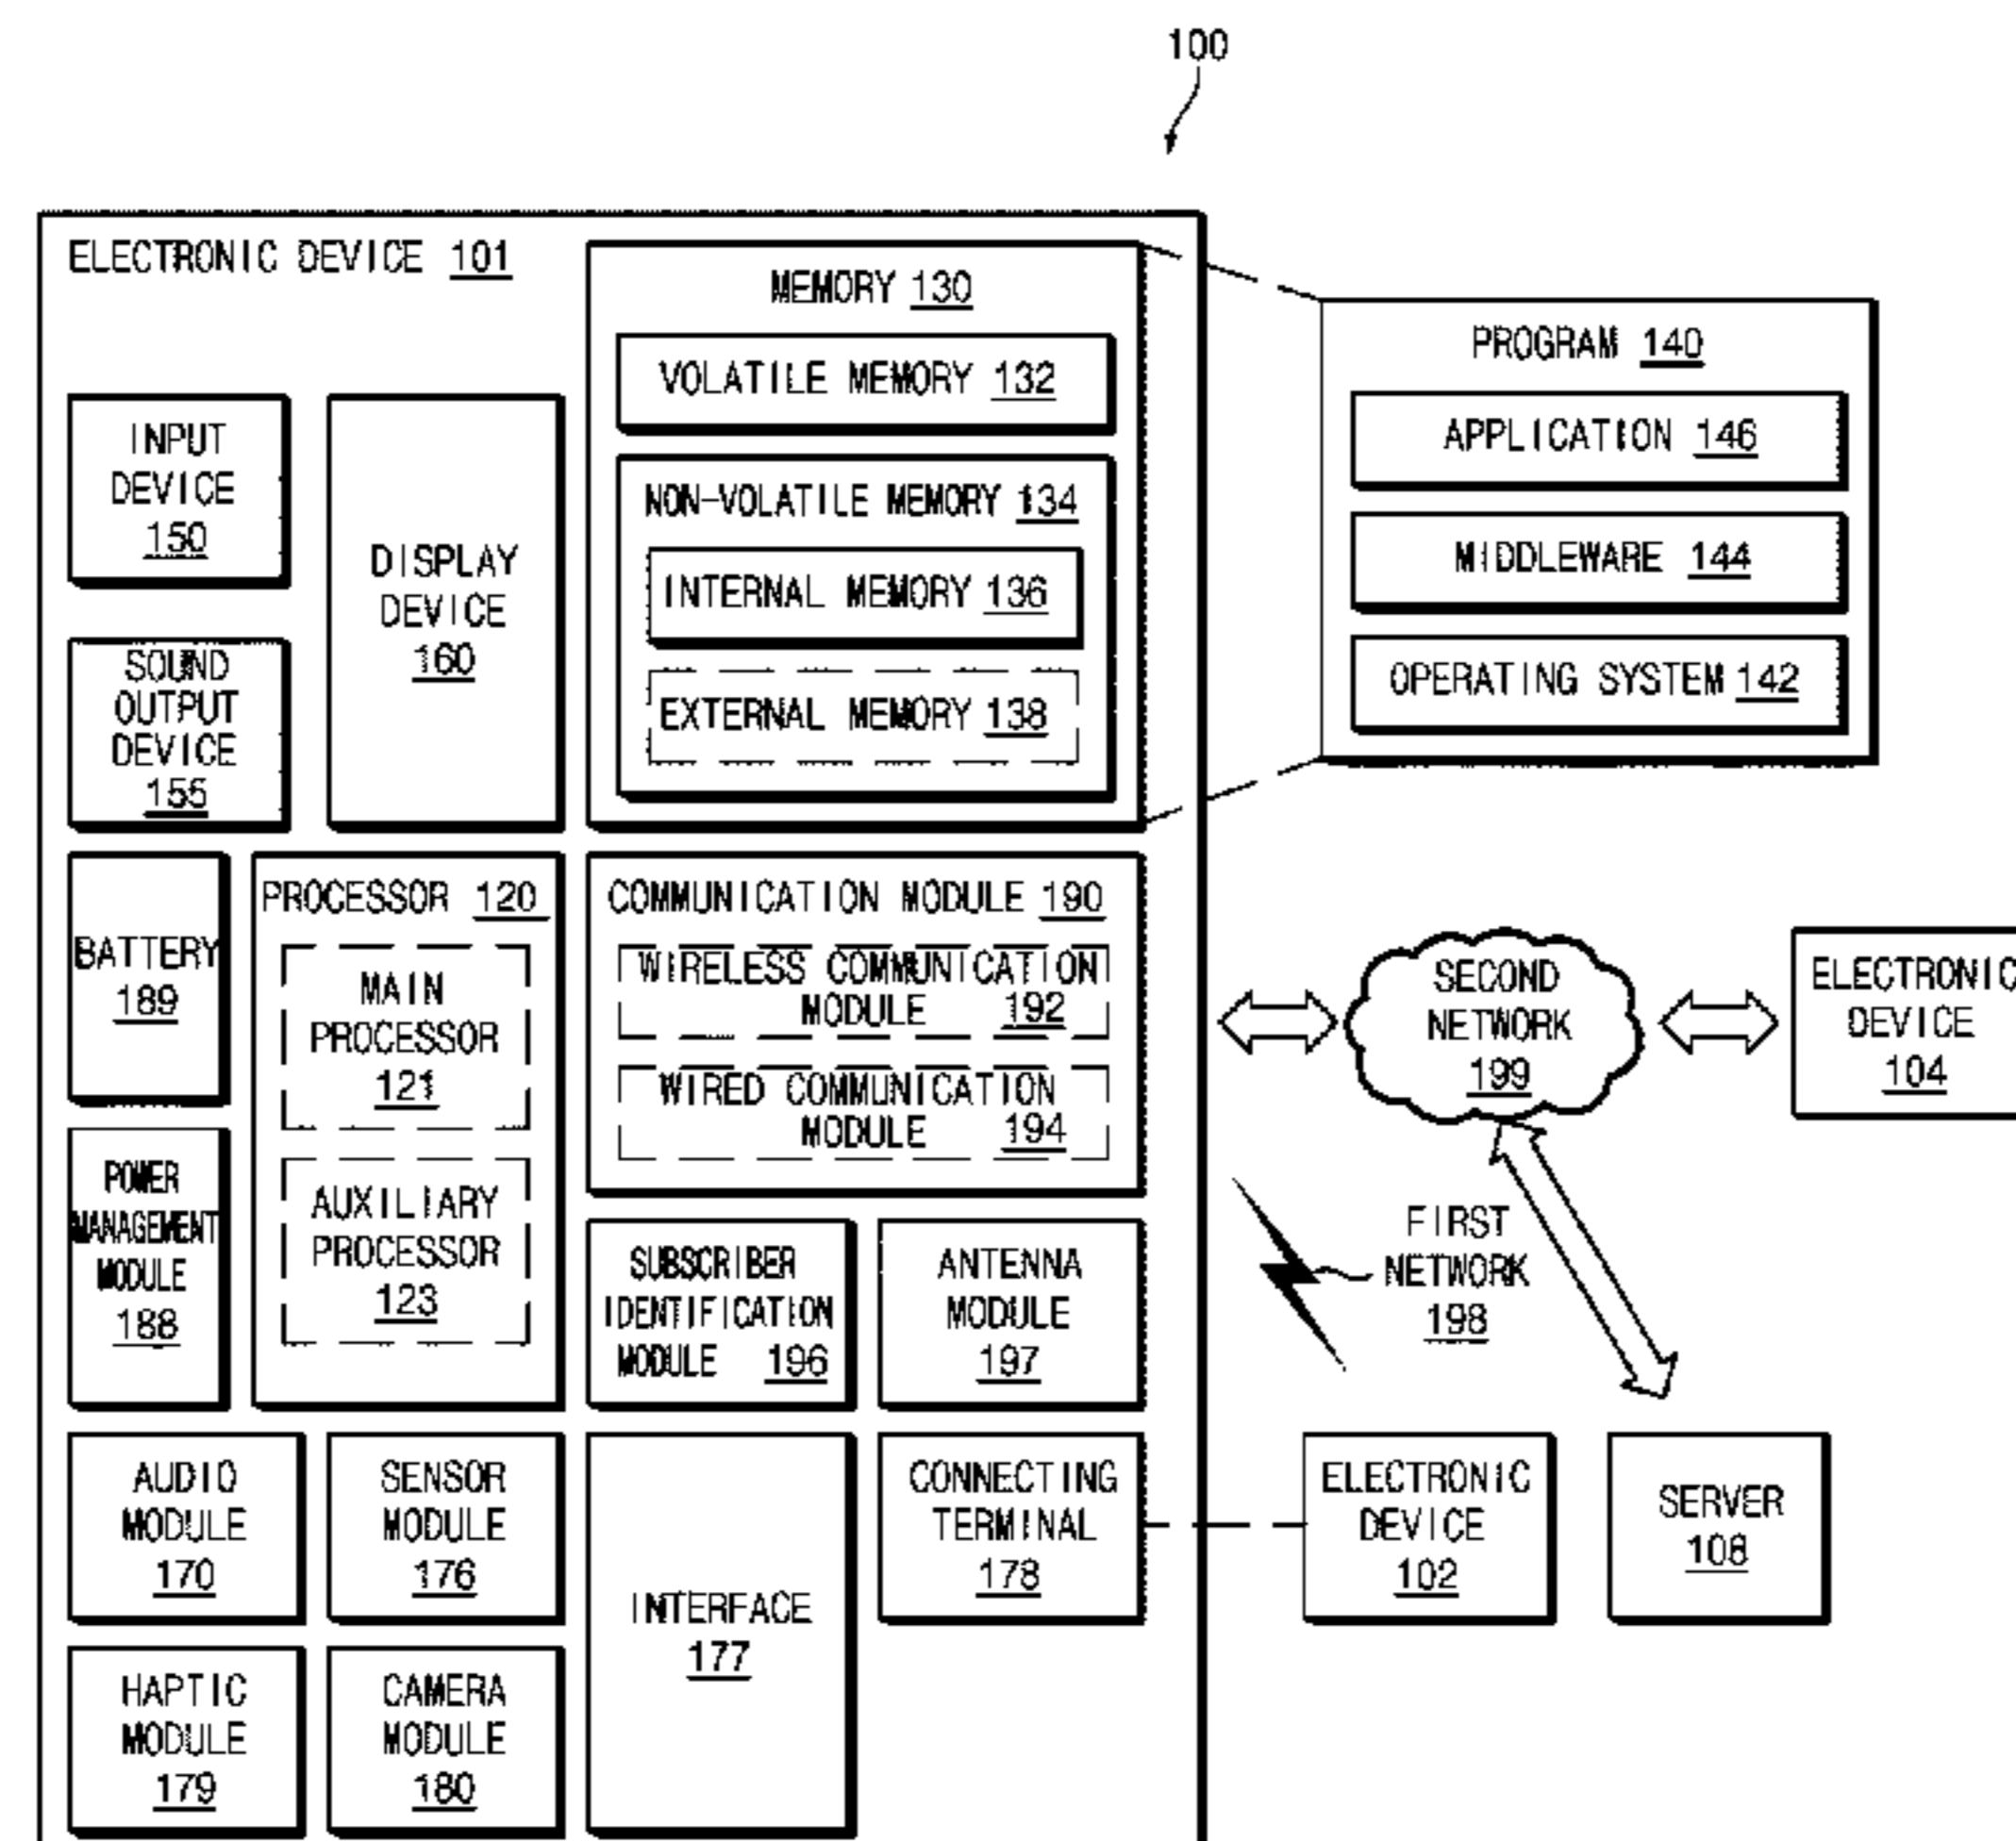 100
ELECTRONIC DEVICE 101
MEMORY 130
VOLATILE MEMORY 132
NON-VOLATILE MEMORY 134
INTERNAL MEMORY 136
EXTERNAL MEMORY 138
PROGRAM 140
APPLICATION 146
MIDDLEWARE 144
OPERATING SYSTEM 142
INPUT
DEVICE
150
SOUND
OUTPUT
DEVICE
155
DISPLAY
DEVICE
160
BATTERY
189
POWER
MANAGEMENT
MODULE
188
PROCESSOR 120
MAIN
PROCESSOR
121
AUXILIARY
PROCESSOR
123
COMMUNICATION MODULE 190
WIRELESS COMMUNICATION
MODULE 192
WIRED COMMUNICATION
MODULE 194
SUBSCRIBER
IDENTIFICATION
MODULE 196
ANTENNA
MODULE
197
SECOND
NETWORK
199
ELECTRONIC
DEVICE
104
FIRST
NETWORK
198
AUDIO
MODULE
170
SENSOR
MODULE
176
INTERFACE
177
CONNECTING
TERMINAL
178
ELECTRONIC
DEVICE
102
SERVER
108
HAPTIC
MODULE
179
CAMERA
MODULE
180